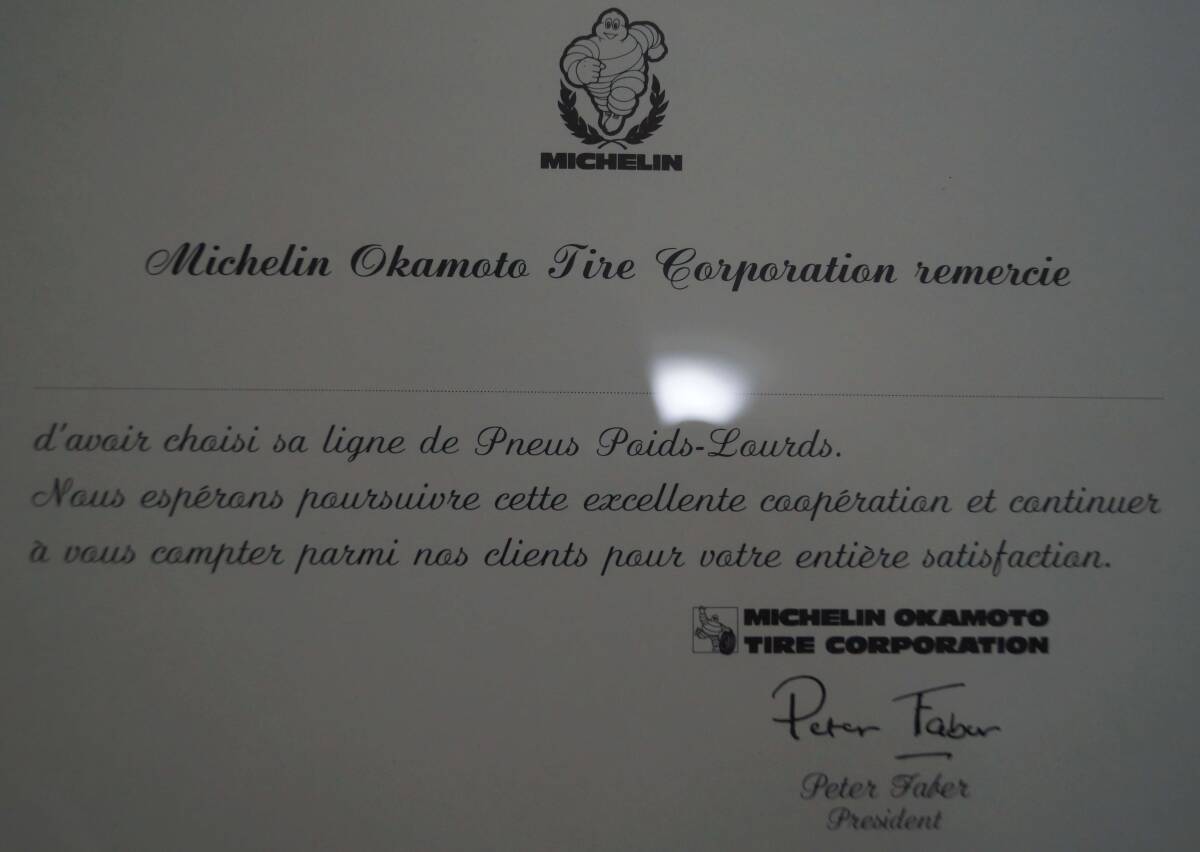 MICHELIN
Michelin Okamoto Tire Corporation remercie
d'avoir choisi sa ligne de Pneus Poids-Lourds.
Nous espérons poursuivre cette excellente coopération et continuer
à vous compter parmi nos clients pour votre entière satisfaction.
MICHELIN OKAMOTO
TIRE CORPORATION
Peter Faber
Peter Faber
President